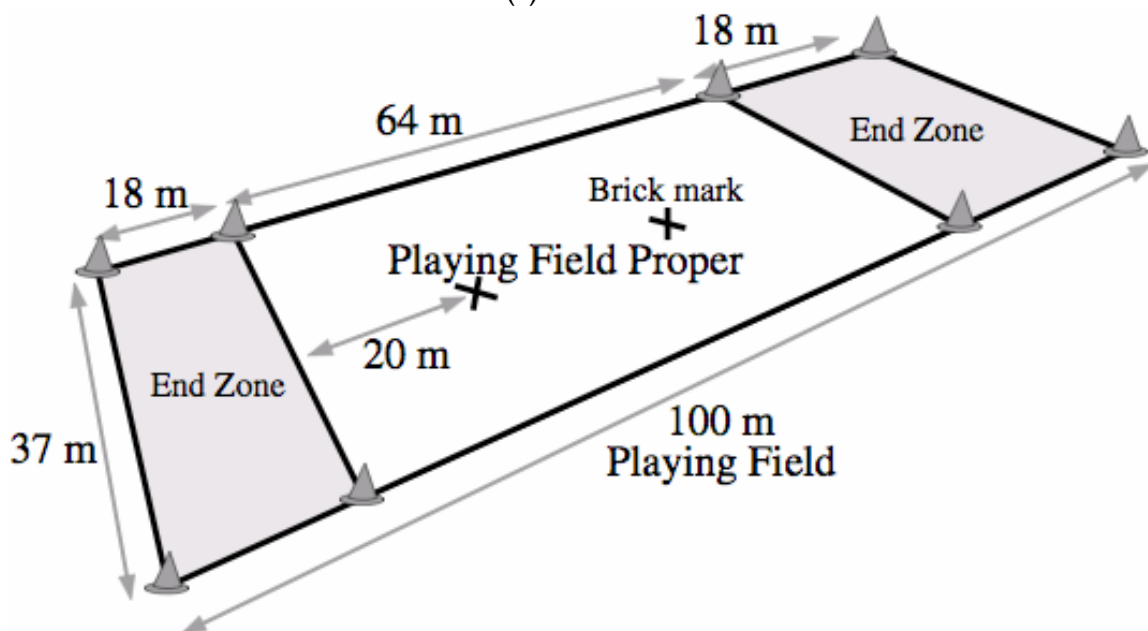 18 m
64 m
End Zone
18 m
Brick mark
Playing Field Proper
20 m
End Zone
37 m
100 m
Playing Field